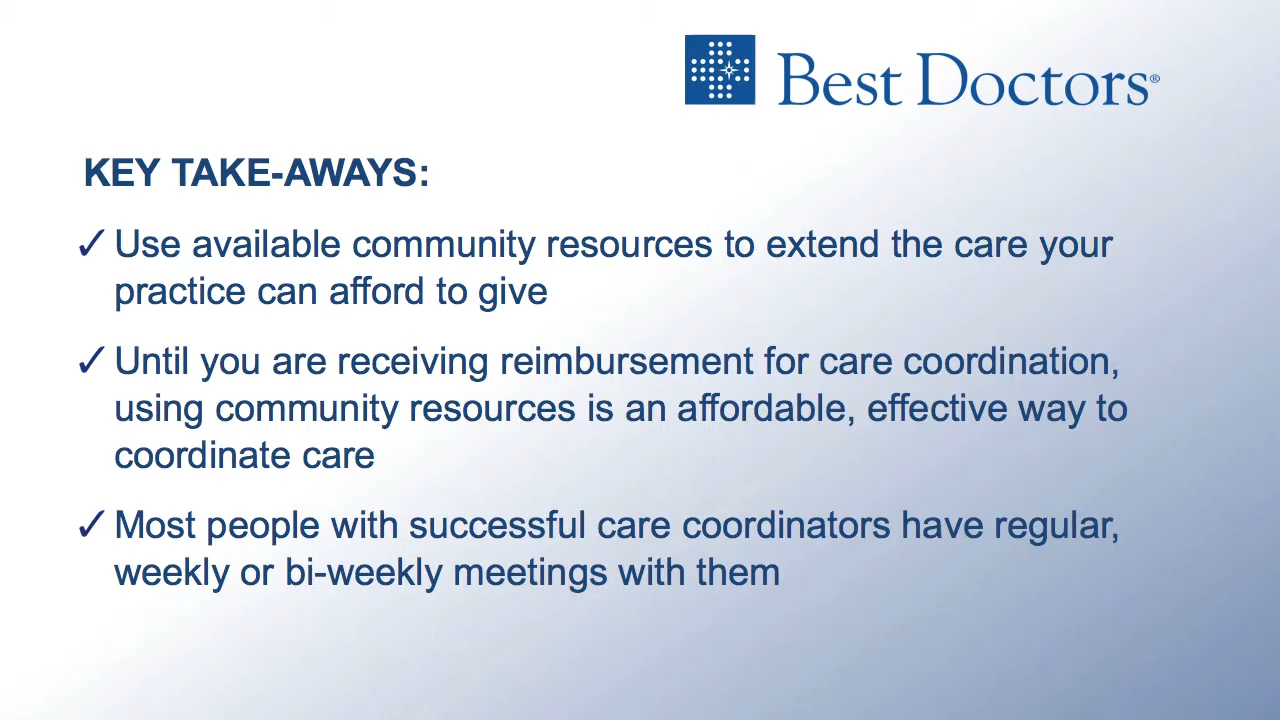 Best Doctors®
KEY TAKE-AWAYS:
✓ Use available community resources to extend the care your
practice can afford to give
✓ Until you are receiving reimbursement for care coordination,
using community resources is an affordable, effective way to
coordinate care
✓ Most people with successful care coordinators have regular,
weekly or bi-weekly meetings with them